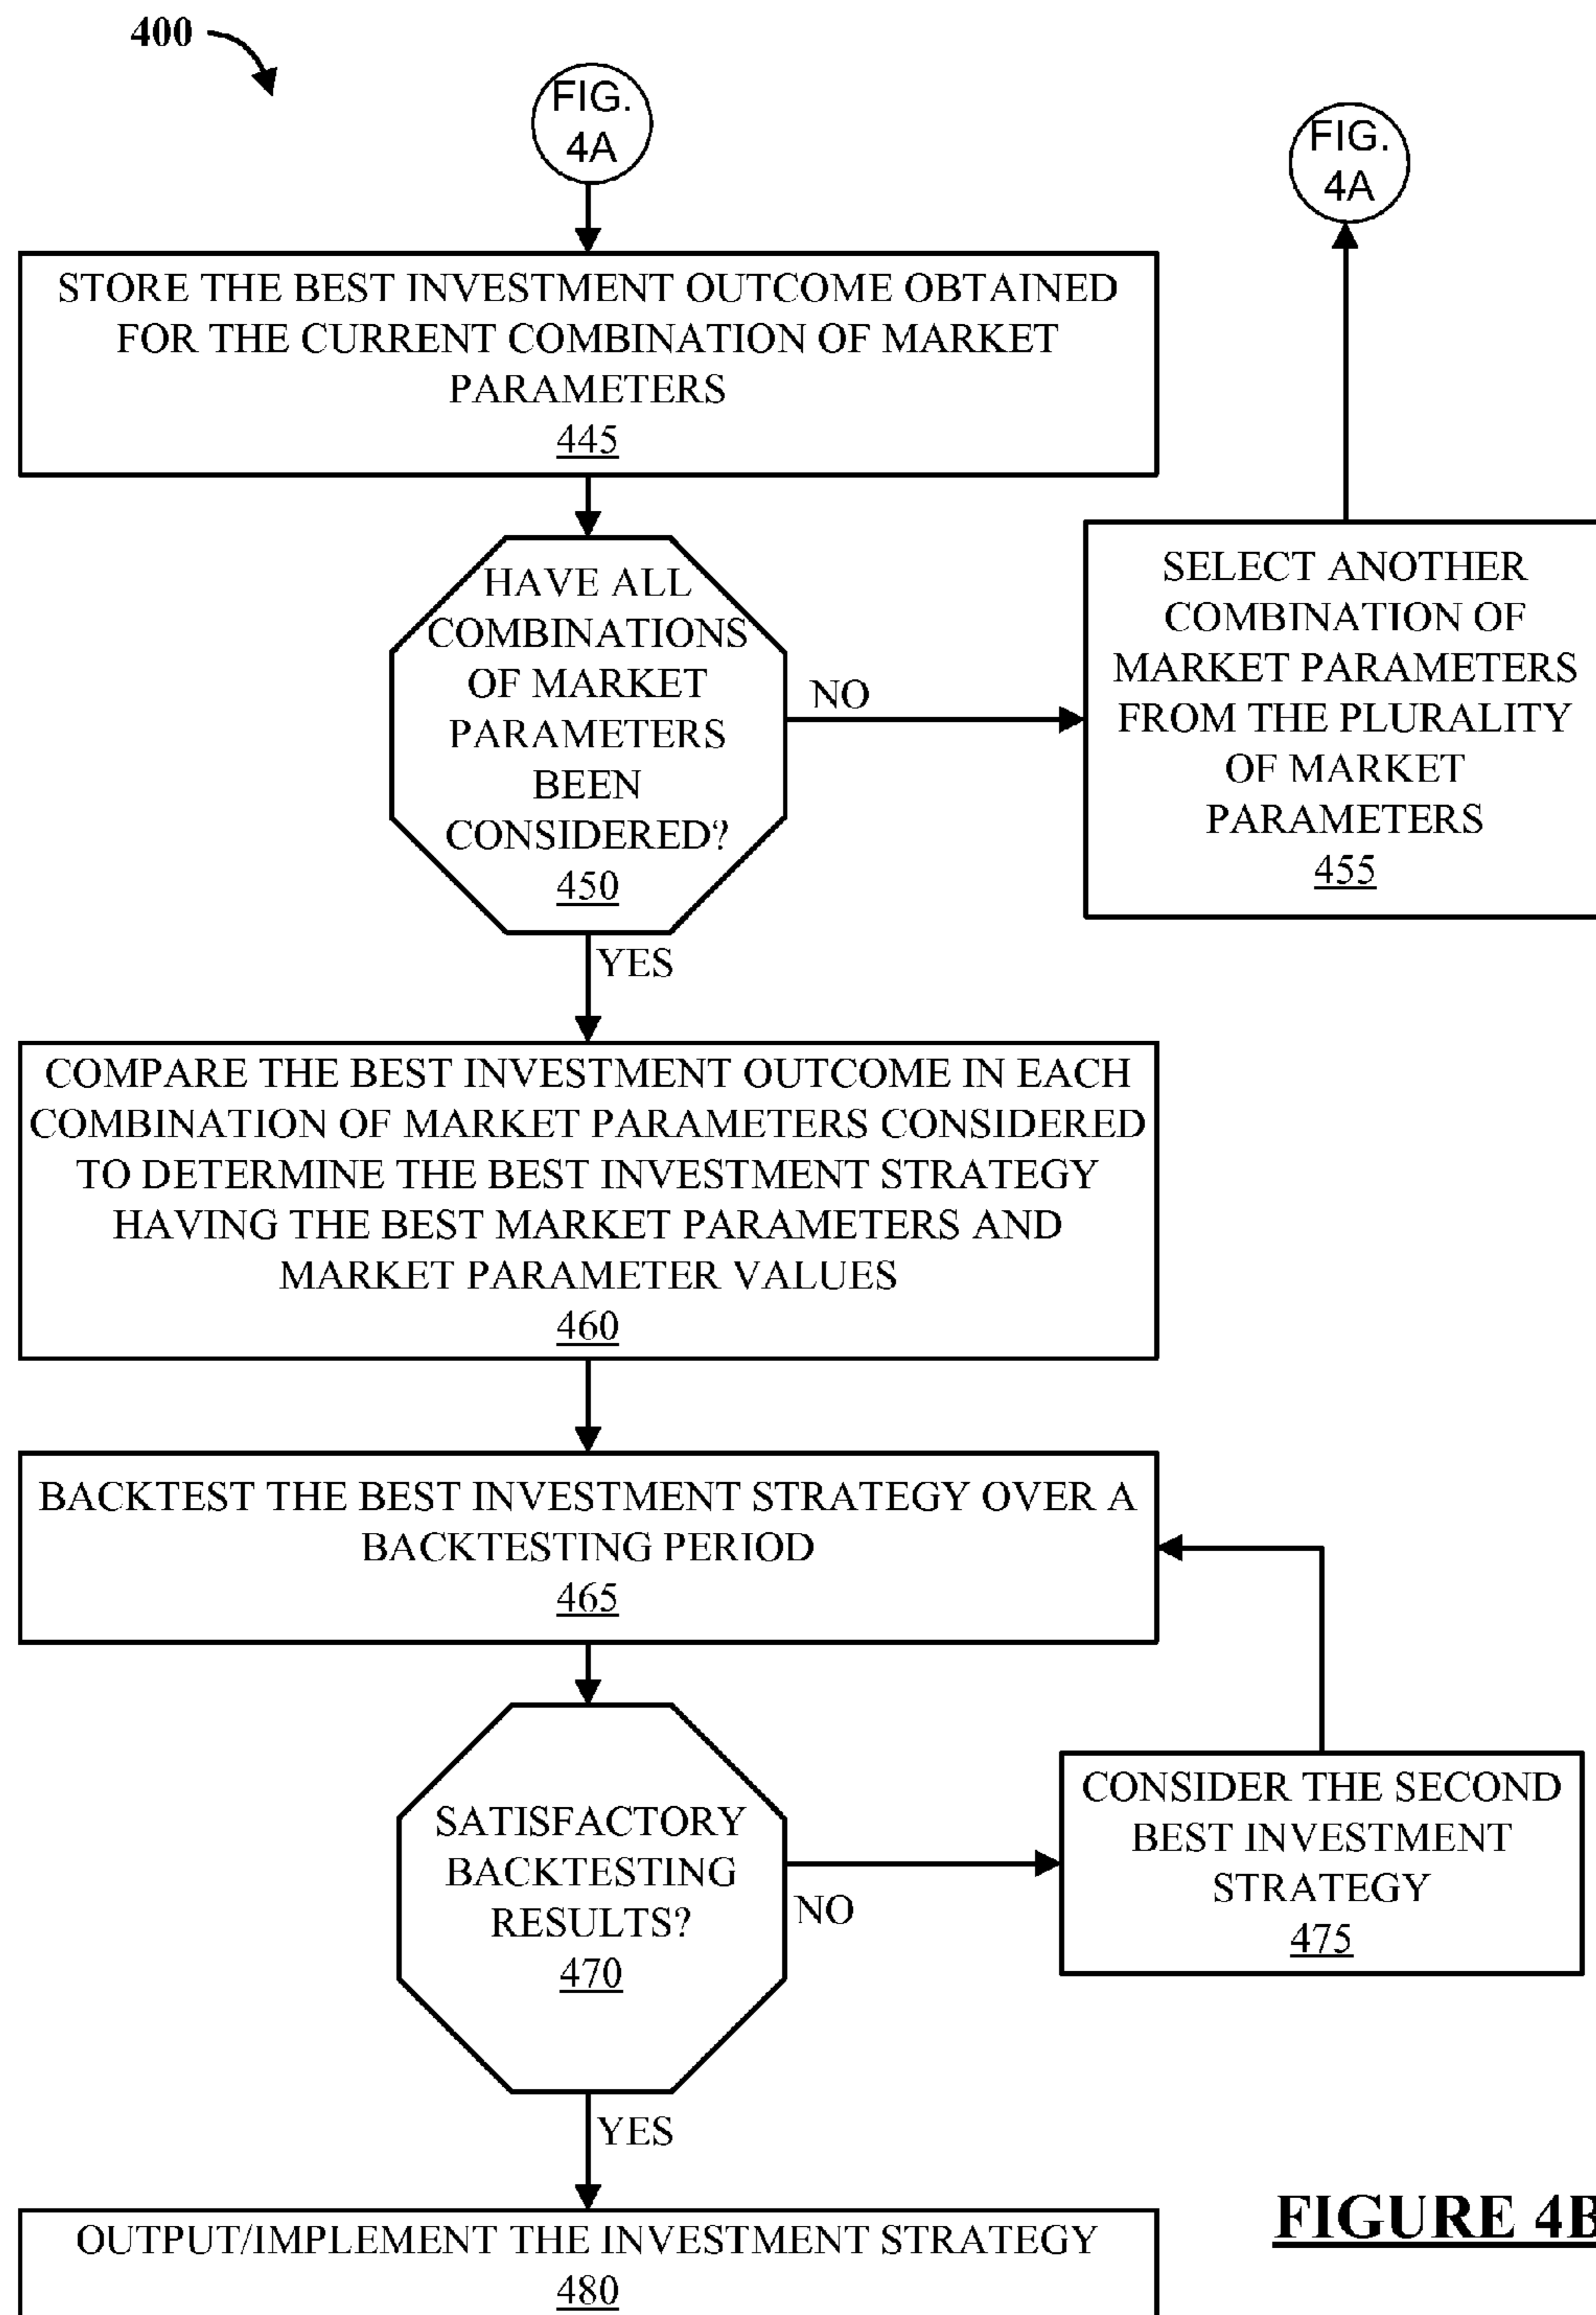 400
FIG.
4A
FIG.
4A
STORE THE BEST INVESTMENT OUTCOME OBTAINED
FOR THE CURRENT COMBINATION OF MARKET
PARAMETERS
445
HAVE ALL
COMBINATIONS
OF MARKET
PARAMETERS
BEEN
CONSIDERED?
450
NO
SELECT ANOTHER
COMBINATION OF
MARKET PARAMETERS
FROM THE PLURALITY
OF MARKET
PARAMETERS
455
YES
COMPARE THE BEST INVESTMENT OUTCOME IN EACH
COMBINATION OF MARKET PARAMETERS CONSIDERED
TO DETERMINE THE BEST INVESTMENT STRATEGY
HAVING THE BEST MARKET PARAMETERS AND
MARKET PARAMETER VALUES
460
BACKTEST THE BEST INVESTMENT STRATEGY OVER A
BACKTESTING PERIOD
465
SATISFACTORY
BACKTESTING
RESULTS?
470
NO
CONSIDER THE SECOND
BEST INVESTMENT
STRATEGY
475
YES
OUTPUT/IMPLEMENT THE INVESTMENT STRATEGY
480
FIGURE 4B